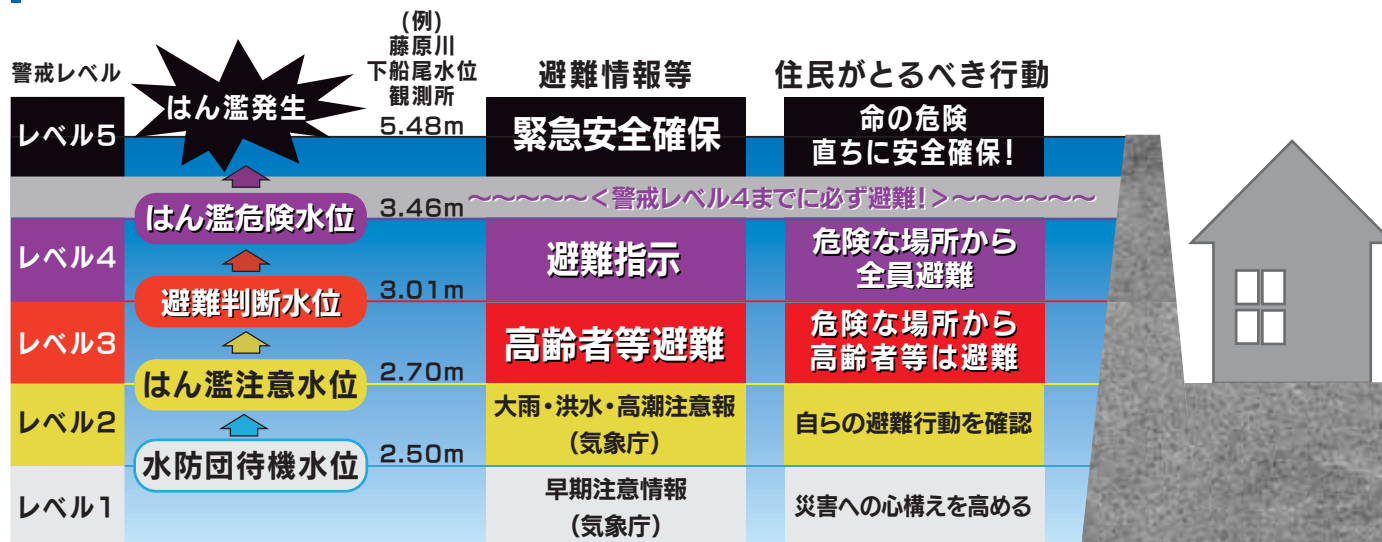 (例)
藤原川
下船尾水位
観測所
警戒レベル
避難情報等
住民がとるべき行動
レベル5
はん濫発生
5.48m
緊急安全確保
命の危険
直ちに安全確保!
～～～～～<警戒レベル4までに必ず避難!>～～～～～～
はん濫危険水位
3.46m
レベル4
避難指示
危険な場所から
全員避難
避難判断水位
3.01m
レベル3
高齢者等避難
危険な場所から
高齢者等は避難
はん濫注意水位
2.70m
レベル2
大雨・洪水・高潮注意報
(気象庁)
自らの避難行動を確認
水防団待機水位
2.50m
レベル1
早期注意情報
(気象庁)
災害への心構えを高める